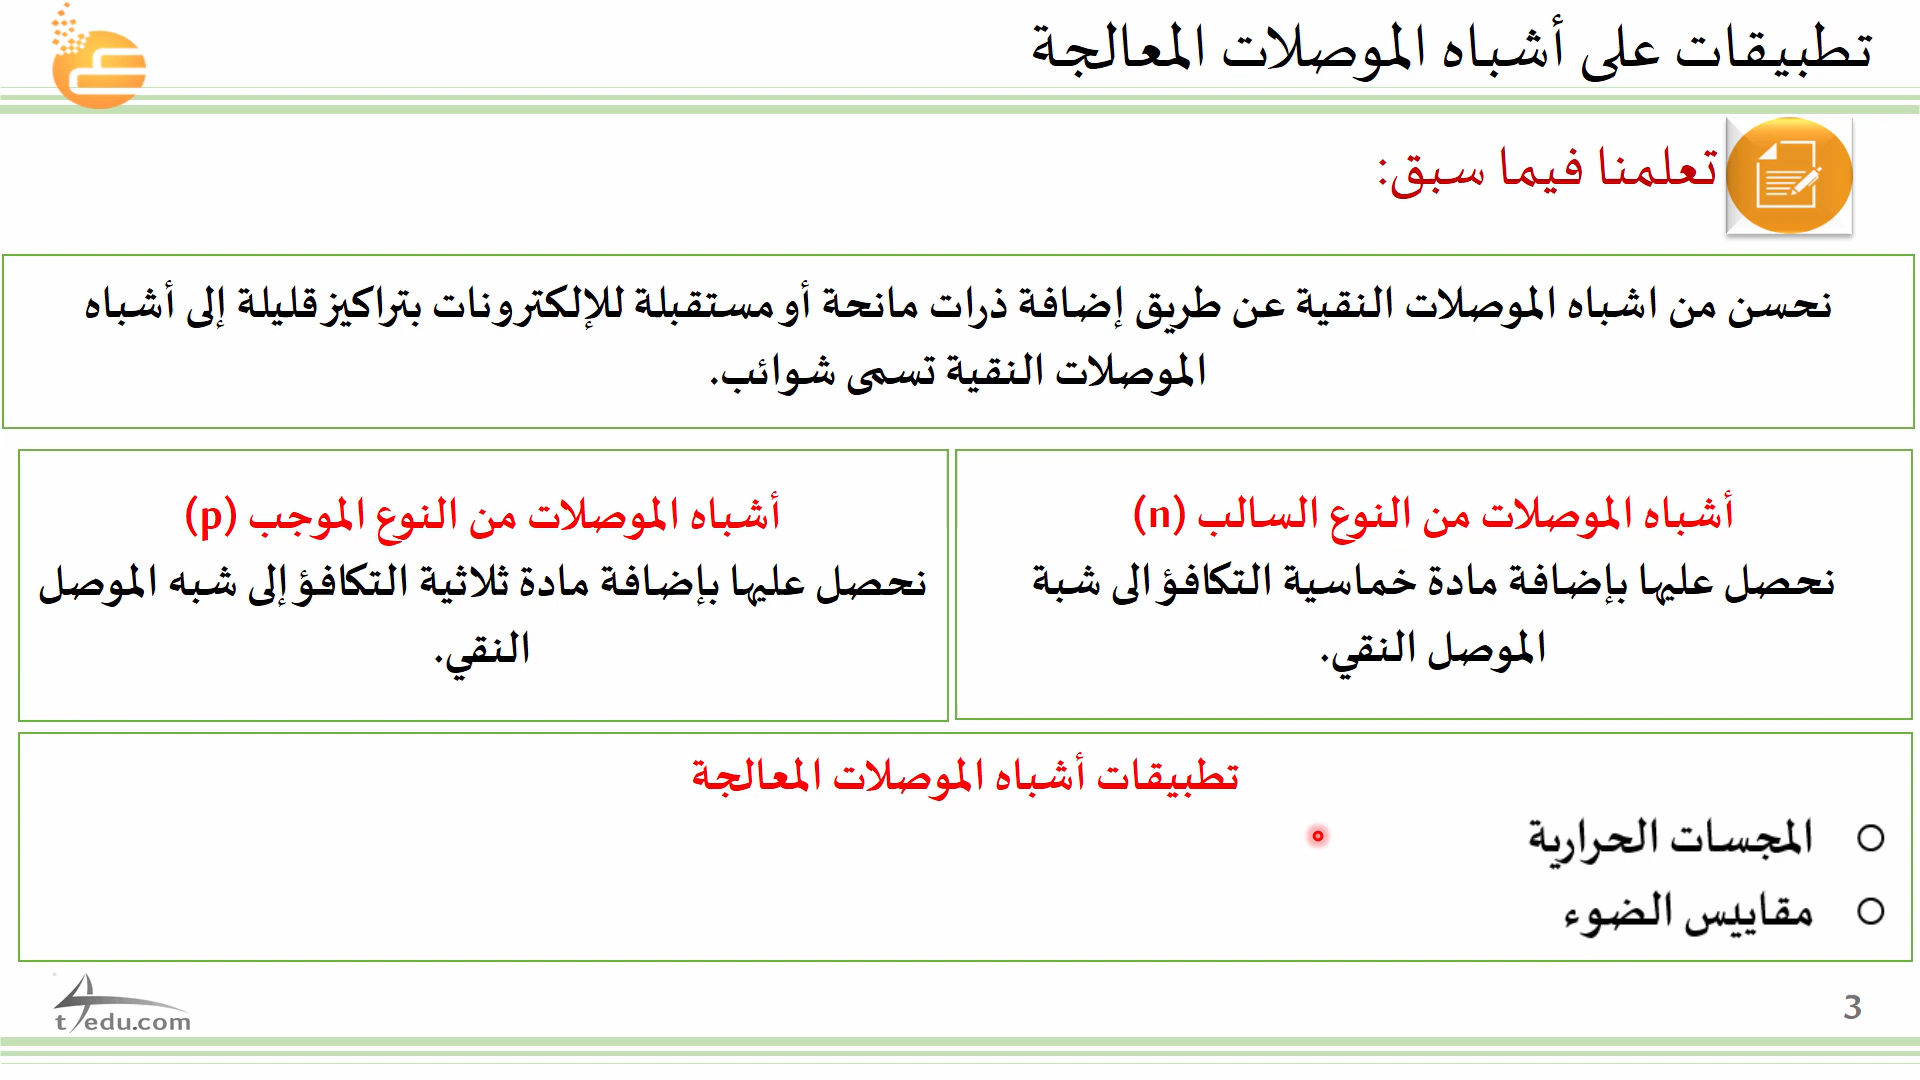 تطبيقات على أشباه الموصلات المعالجة
تعلمنا فيما سبق:
نحسن من اشباه الموصلات النقية عن طريق إضافة ذرات مانحة أو مستقبلة للإلكترونات بتراكيز قليلة إلى أشباه
الموصلات النقية تسمى شوائب.
أشباه الموصلات من النوع السالب (n)
نحصل عليها بإضافة مادة خماسية التكافؤ الى شبة
الموصل النقي.
أشباه الموصلات من النوع الموجب (p)
نحصل عليها بإضافة مادة ثلاثية التكافؤ إلى شبه الموصل
النقي.
تطبيقات أشباه الموصلات المعالجة
المجسات الحرارية
مقاييس الضوء
t4edu.com
3